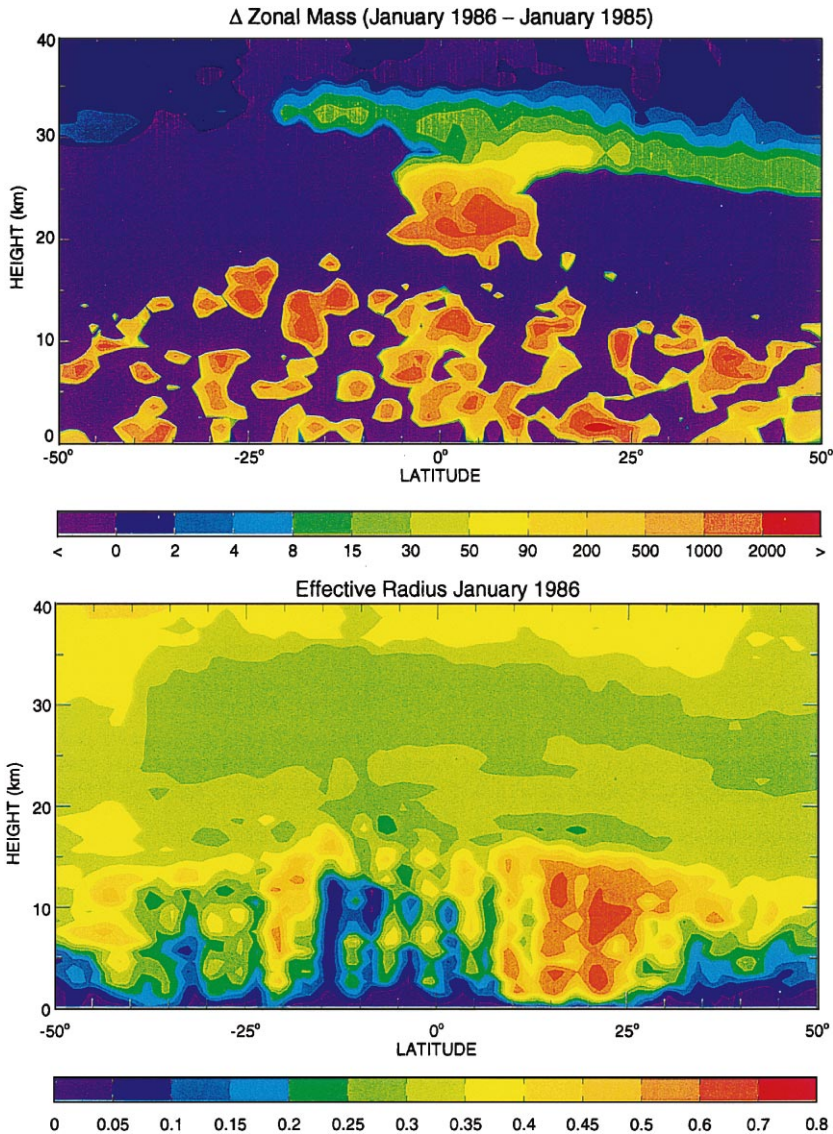 Δ Zonal Mass (January 1986 – January 1985)
40
30
20
10
0
HEIGHT (km)
-50° -25° 0° 25° 50°
LATITUDE
< 0 2 4 8 15 30 50 90 200 500 1000 2000 >
Effective Radius January 1986
40
30
20
10
0
HEIGHT (km)
-50° -25° 0° 25° 50°
LATITUDE
0 0.05 0.1 0.15 0.2 0.25 0.3 0.35 0.4 0.45 0.5 0.6 0.7 0.8